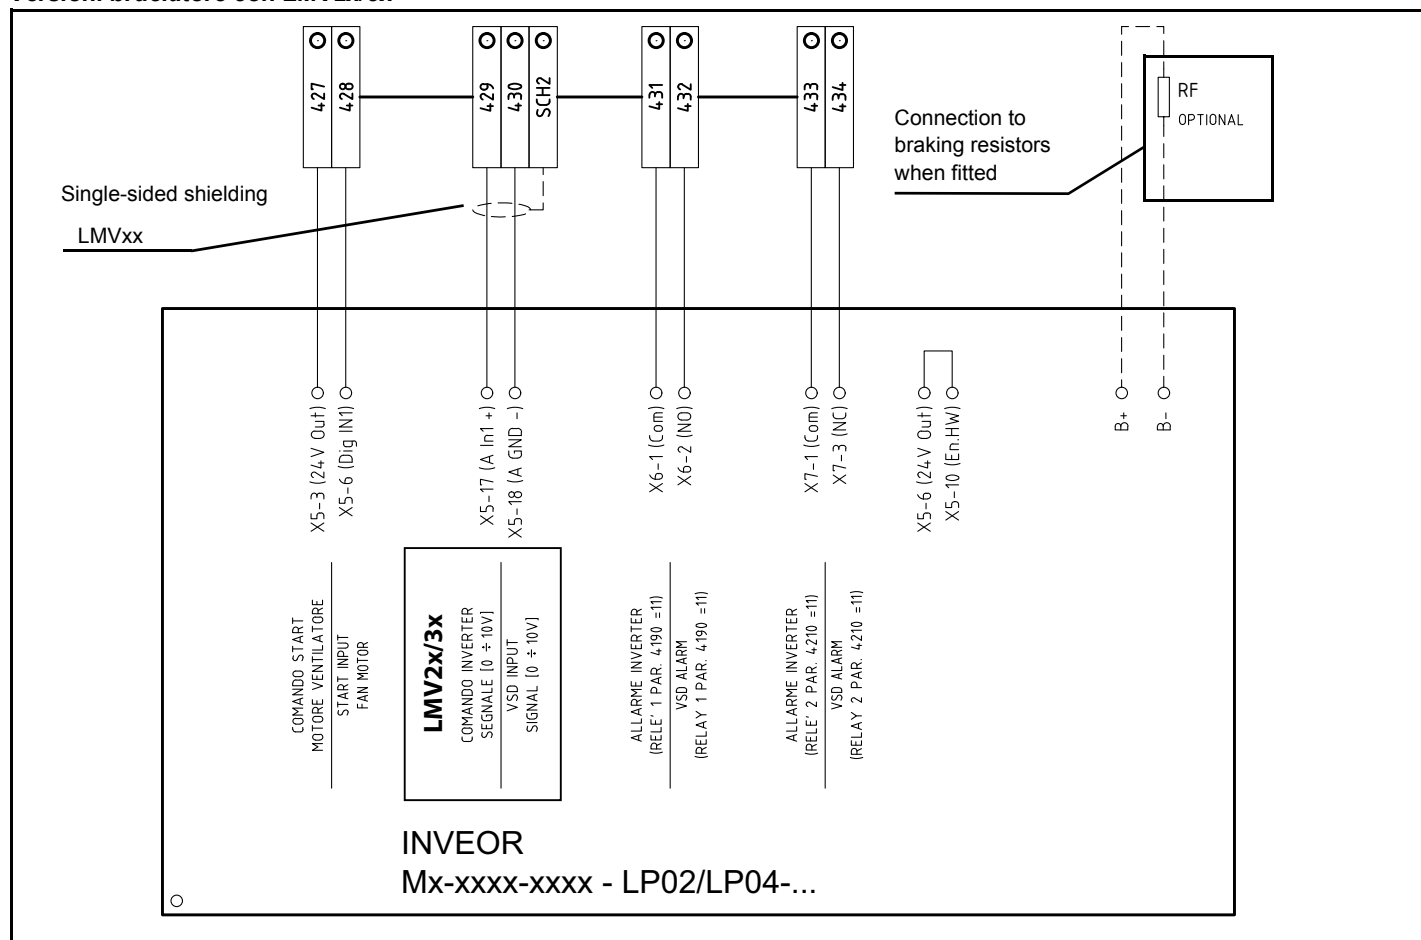 427
428
429
430
SCH2
431
432
433
434
RF
OPTIONAL
Connection to
braking resistors
when fitted
Single-sided shielding
LMVxx
X5-3 (24V Out)
X5-6 (Dig IN1)
X5-17 (A In1 +)
X5-18 (A GND -)
X6-1 (Com)
X6-2 (NO)
X7-1 (Com)
X7-3 (NC)
X5-6 (24V Out)
X5-10 (En.HW)
B+
B-
COMANDO START
MOTORE VENTILATORE
START INPUT
FAN MOTOR
LMV2x/3x
COMANDO INVERTER
SEGNALE [0 ÷ 10V]
VSD INPUT
SIGNAL [0 ÷ 10V]
ALLARME INVERTER
(RELE' 1 PAR. 4190 =11)
VSD ALARM
(RELAY 1 PAR. 4190 =11)
ALLARME INVERTER
(RELE' 2 PAR. 4210 =11)
VSD ALARM
(RELAY 2 PAR. 4210 =11)
INVEOR
Mx-xxxx-xxxx - LP02/LP04-...